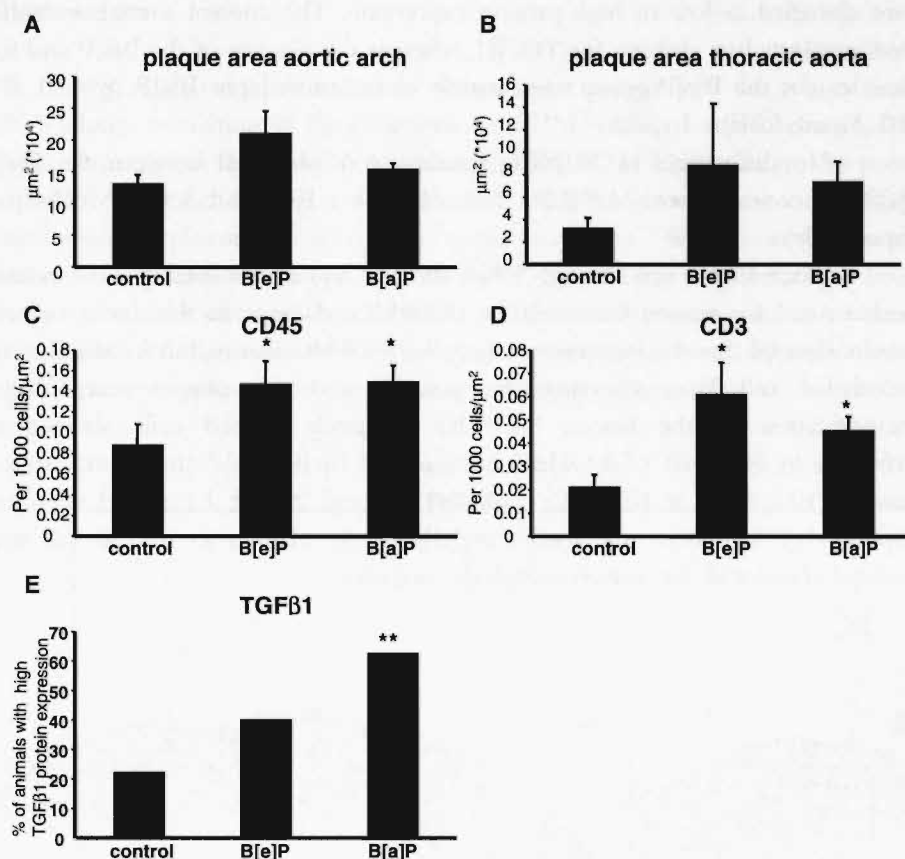 A
plaque area aortic arch
µm² (*10⁴)
30
25
20
15
10
5
0
control
B[e]P
B[a]P
B
plaque area thoracic aorta
µm² (*10⁴)
16
14
12
10
8
6
4
2
0
control
B[e]P
B[a]P
C
CD45
Per 1000 cells/µm²
0.18
0.16
0.14
0.12
0.10
0.08
0.06
0.04
0.02
0
*
*
control
B[e]P
B[a]P
D
CD3
Per 1000 cells/µm²
0.08
0.07
0.06
0.05
0.04
0.03
0.02
0.01
0
*
*
control
B[e]P
B[a]P
E
TGFβ1
% of animals with high
TGFβ1 protein expression
70
60
50
40
30
20
10
0
**
control
B[e]P
B[a]P